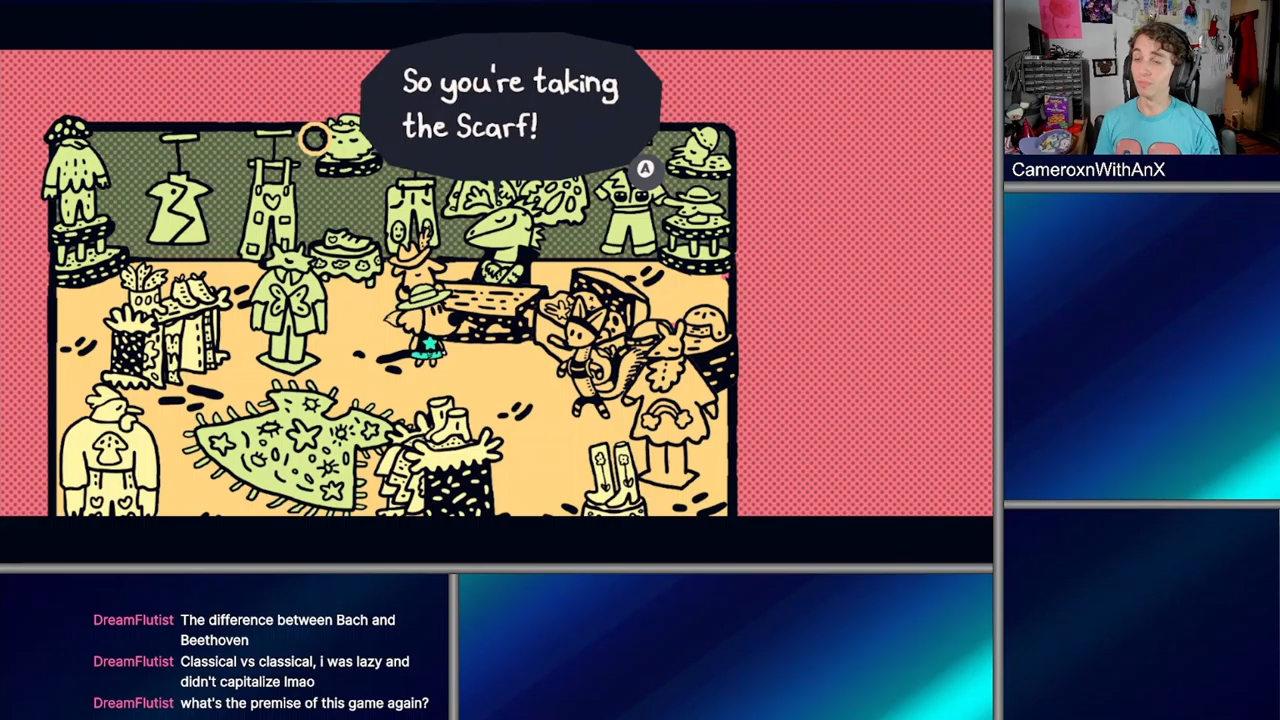 So you're taking
the Scarf!
A
CameroxnWithAnX
DreamFlutist The difference between Bach and
Beethoven
DreamFlutist Classical vs classical, i was lazy and
didn't capitalize lmao
DreamFlutist what's the premise of this game again?